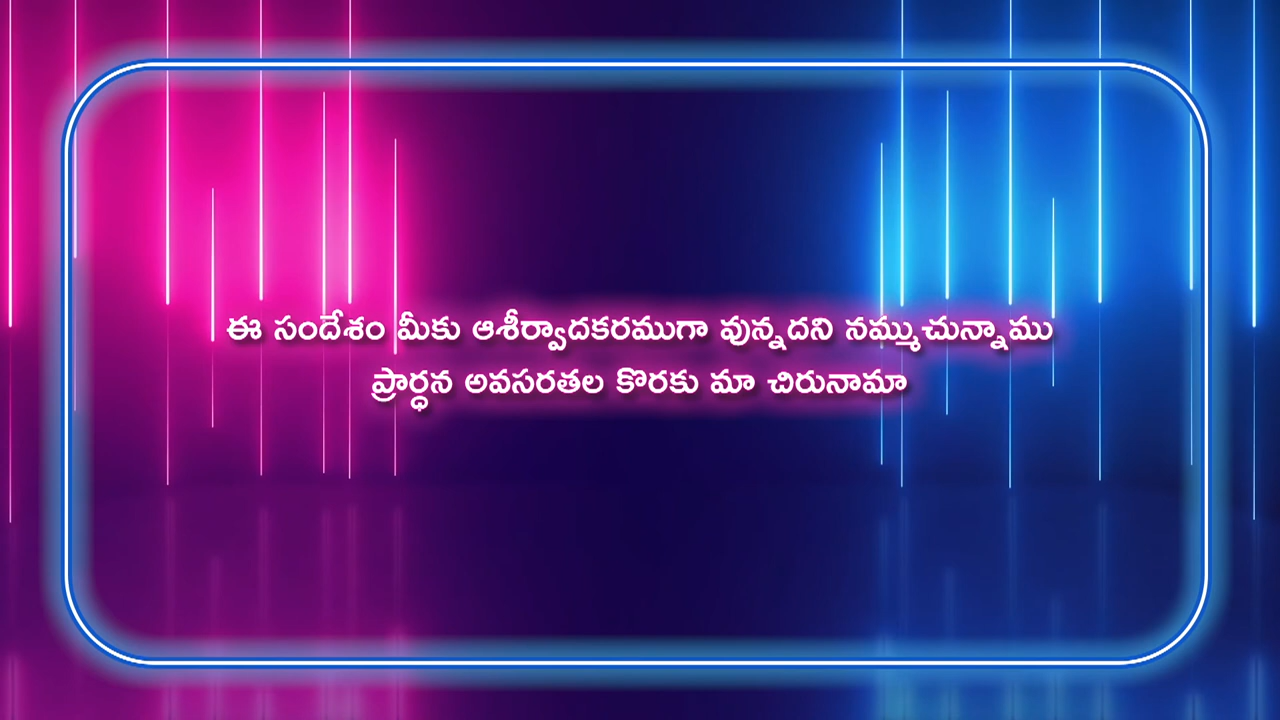 ఈ సందేశం మీకు ఆశీర్వాదకరముగా వున్నదని నమ్ముచున్నాము
ప్రార్ధన అవసరతల కొరకు మా చిరునామా